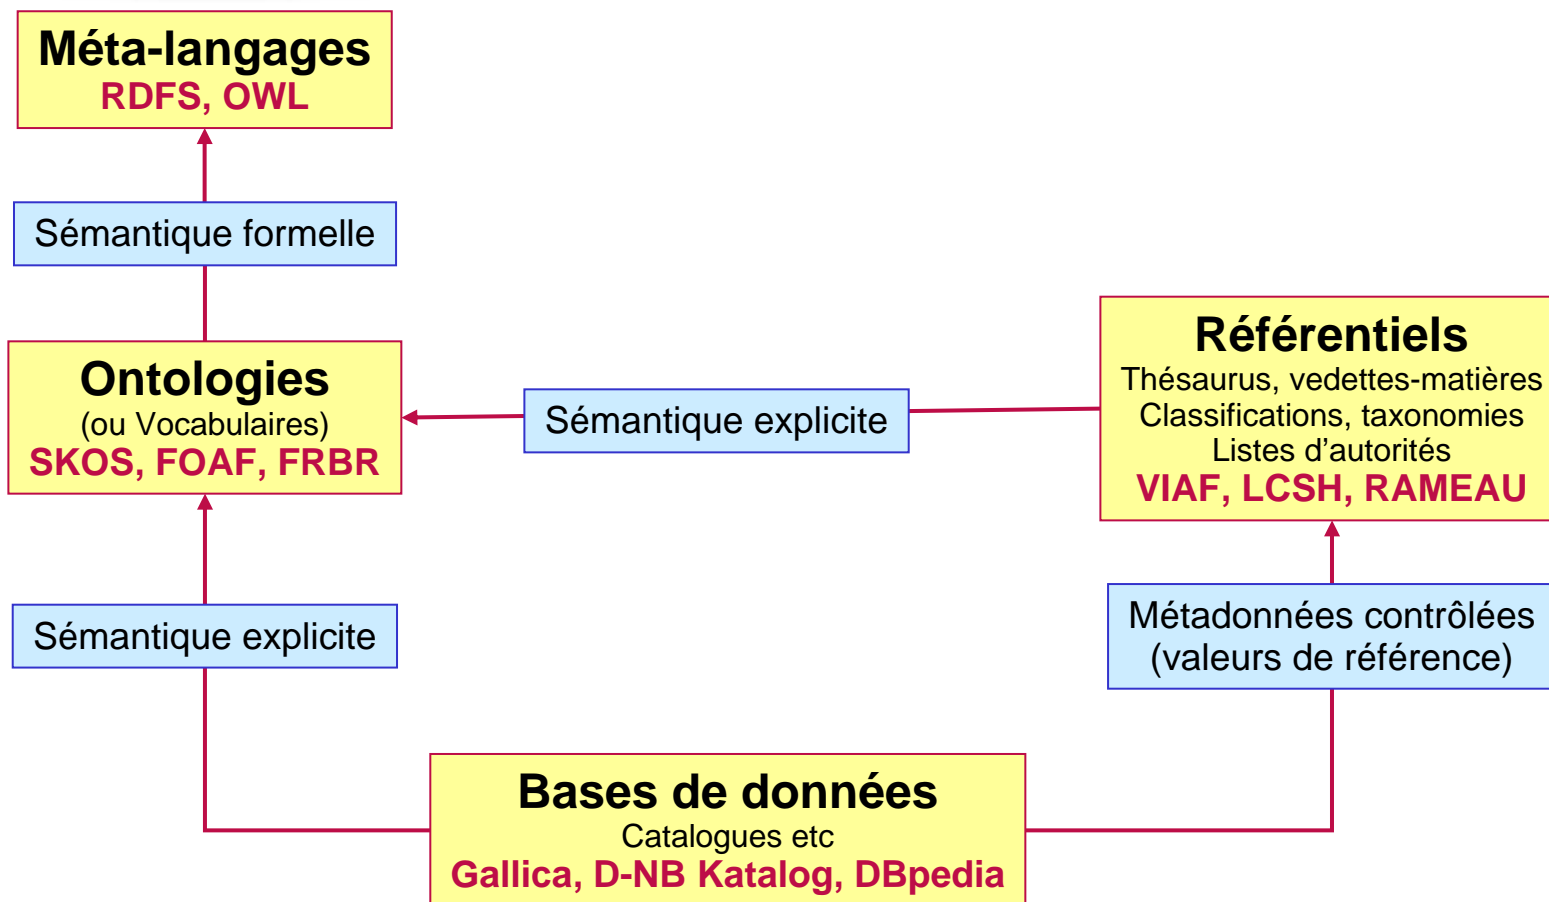 Méta-langages
RDFS, OWL
Sémantique formelle
Ontologies
(ou Vocabulaires)
SKOS, FOAF, FRBR
Sémantique explicite
Référentiels
Thésaurus, vedettes-matières
Classifications, taxonomies
Listes d'autorités
VIAF, LCSH, RAMEAU
Sémantique explicite
Métadonnées contrôlées
(valeurs de référence)
Bases de données
Catalogues etc
Gallica, D-NB Katalog, DBpedia